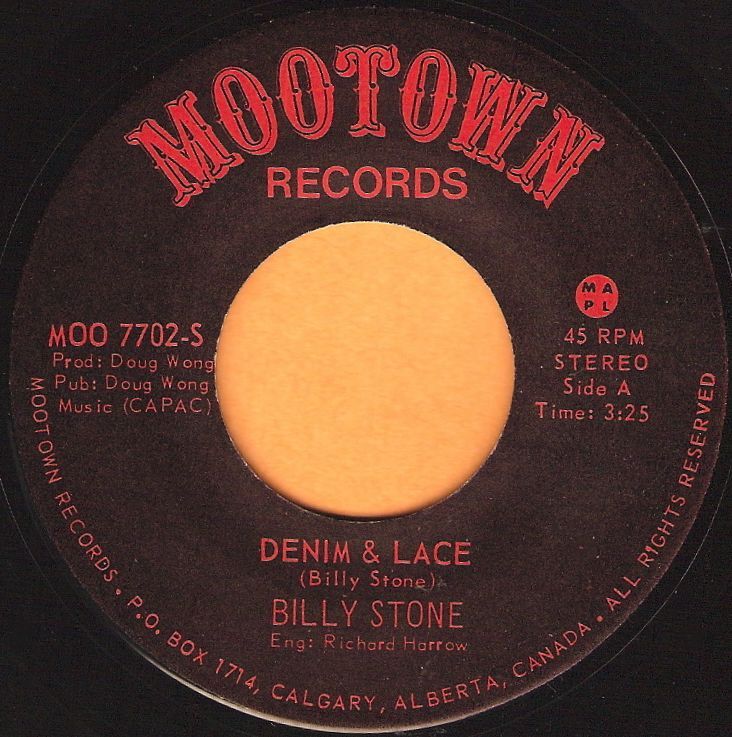 MOOTOWN
RECORDS
MOO 7702-S
Prod: Doug Wong
Pub: Doug Wong
Music (CAPAC)
MA
PL
45 RPM
STEREO
Side A
Time: 3:25
DENIM & LACE
(Billy Stone)
BILLY STONE
Eng: Richard Harrow
MOOTOWN RECORDS • P.O. BOX 1714, CALGARY, ALBERTA, CANADA • ALL RIGHTS RESERVED